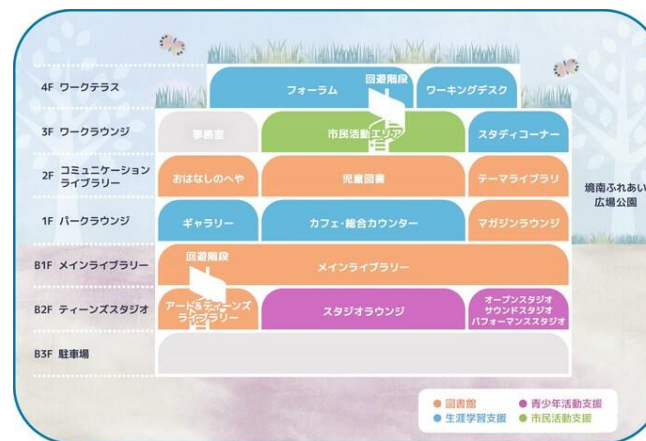 4F ワークテラス
フォーラム
回遊階段
ワーキングデスク
3F ワークラウンジ
事務室
市民活動エリア
スタディコーナー
2F コミュニケーション
ライブラリー
おはなしのへや
児童図書
テーマライブラリ
1F パークラウンジ
ギャラリー
カフェ・総合カウンター
マガジンラウンジ
境南ふれあい
広場公園
B1F メインライブラリー
回遊階段
メインライブラリー
B2F ティーンズスタジオ
アード&ティーンズ
ライブラリー
スタジオラウンジ
オープンスタジオ
サウンドスタジオ
パフォーマンススタジオ
B3F 駐車場
図書館
青少年活動支援
生涯学習支援
市民活動支援